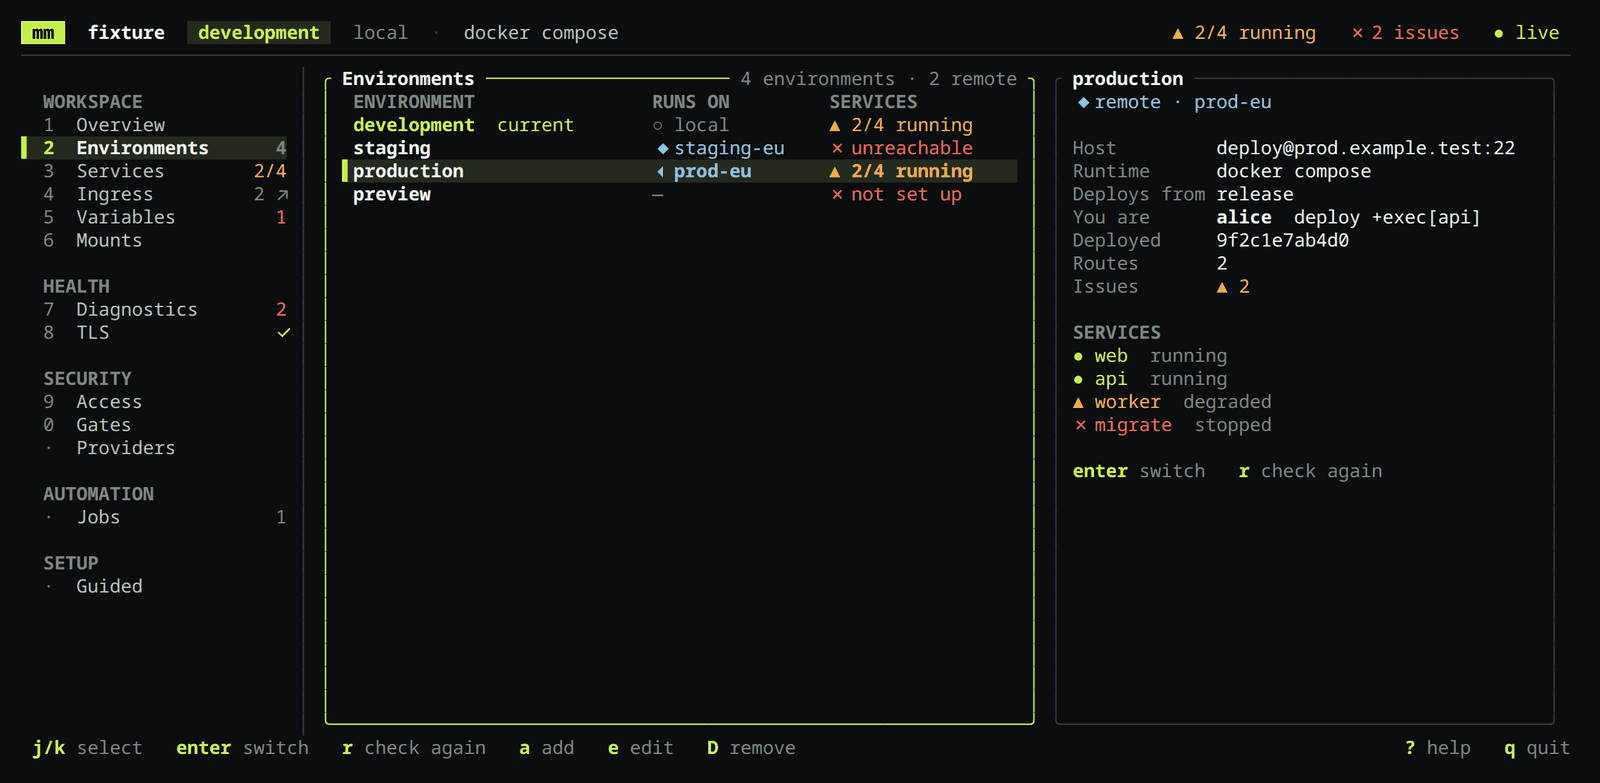 mm fixture development local · docker compose ▲ 2/4 running ✕ 2 issues ● live
WORKSPACE
1 Overview
2 Environments 4
3 Services 2/4
4 Ingress 2 ↗
5 Variables 1
6 Mounts
HEALTH
7 Diagnostics 2
8 TLS ✓
SECURITY
9 Access
0 Gates
· Providers
AUTOMATION
· Jobs 1
SETUP
· Guided
Environments 4 environments · 2 remote
ENVIRONMENT RUNS ON SERVICES
development current ○ local ▲ 2/4 running
staging ◆ staging-eu ✕ unreachable
production ◆ prod-eu ▲ 2/4 running
preview — ✕ not set up
production
◆ remote · prod-eu
Host deploy@prod.example.test:22
Runtime docker compose
Deploys from release
You are alice deploy +exec[api]
Deployed 9f2c1e7ab4d0
Routes 2
Issues ▲ 2
SERVICES
● web running
● api running
▲ worker degraded
✕ migrate stopped
enter switch r check again
j/k select enter switch r check again a add e edit D remove ? help q quit